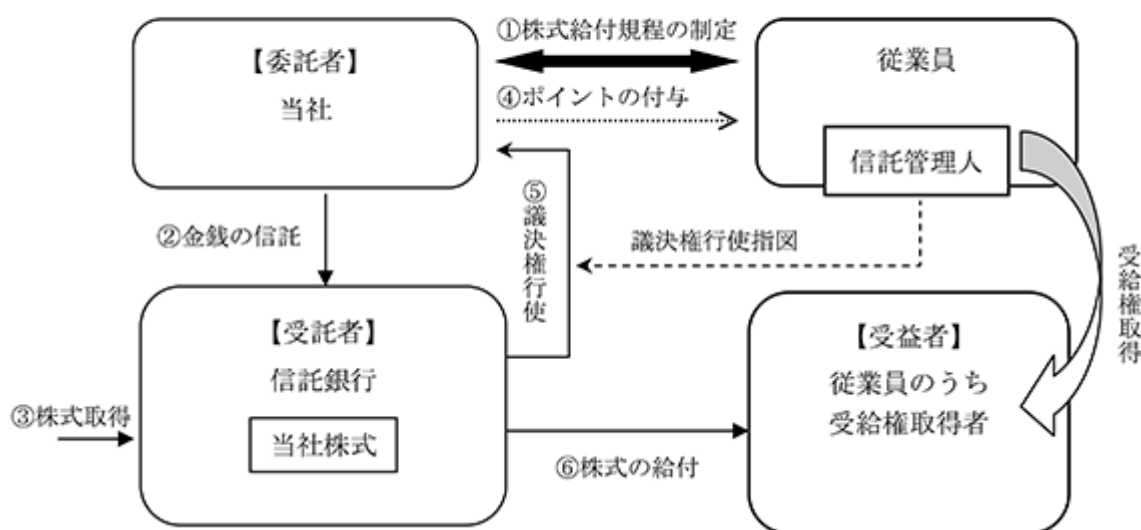 ①株式給付規程の制定
【委託者】
当社
従業員
④ポイントの付与
信託管理人
②金銭の信託
⑤議決権行使
議決権行使指図
受給権取得
【受託者】
信託銀行
当社株式
③株式取得
【受益者】
従業員のうち
受給権取得者
⑥株式の給付